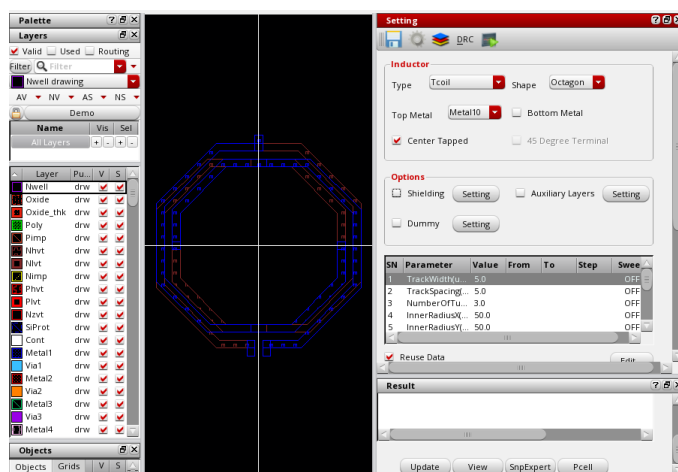 Palette
Layers
Valid Used Routing
Filter Filter
Nwell drawing
AV NV AS NS
Demo
Name Vis Sel
All Layers + - + -
Layer Pu... V S
Nwell drw
Oxide drw
Oxide_thk drw
Poly drw
Pimp drw
Nhvt drw
Nlvt drw
Nimp drw
Phvt drw
Plvt drw
Nzvt drw
SiProt drw
Cont drw
Metal1 drw
Via1 drw
Metal2 drw
Via2 drw
Metal3 drw
Via3 drw
Metal4 drw
Objects
Objects Grids V S
Setting
DRC
Inductor
Type Tcoil Shape Octagon
Top Metal Metal10 Bottom Metal
Center Tapped 45 Degree Terminal
Options
Shielding Setting Auxiliary Layers Setting
Dummy Setting
SN Parameter Value From To Step Swee
1 TrackWidth(u... 5.0 OFF
2 TrackSpacing(... 5.0 OFF
3 NumberOfTu... 3.0 OFF
4 InnerRadiusX(... 50.0 OFF
5 InnerRadiusY(... 50.0 OFF
Reuse Data Edit
Result
Update View SnpExpert Pcell